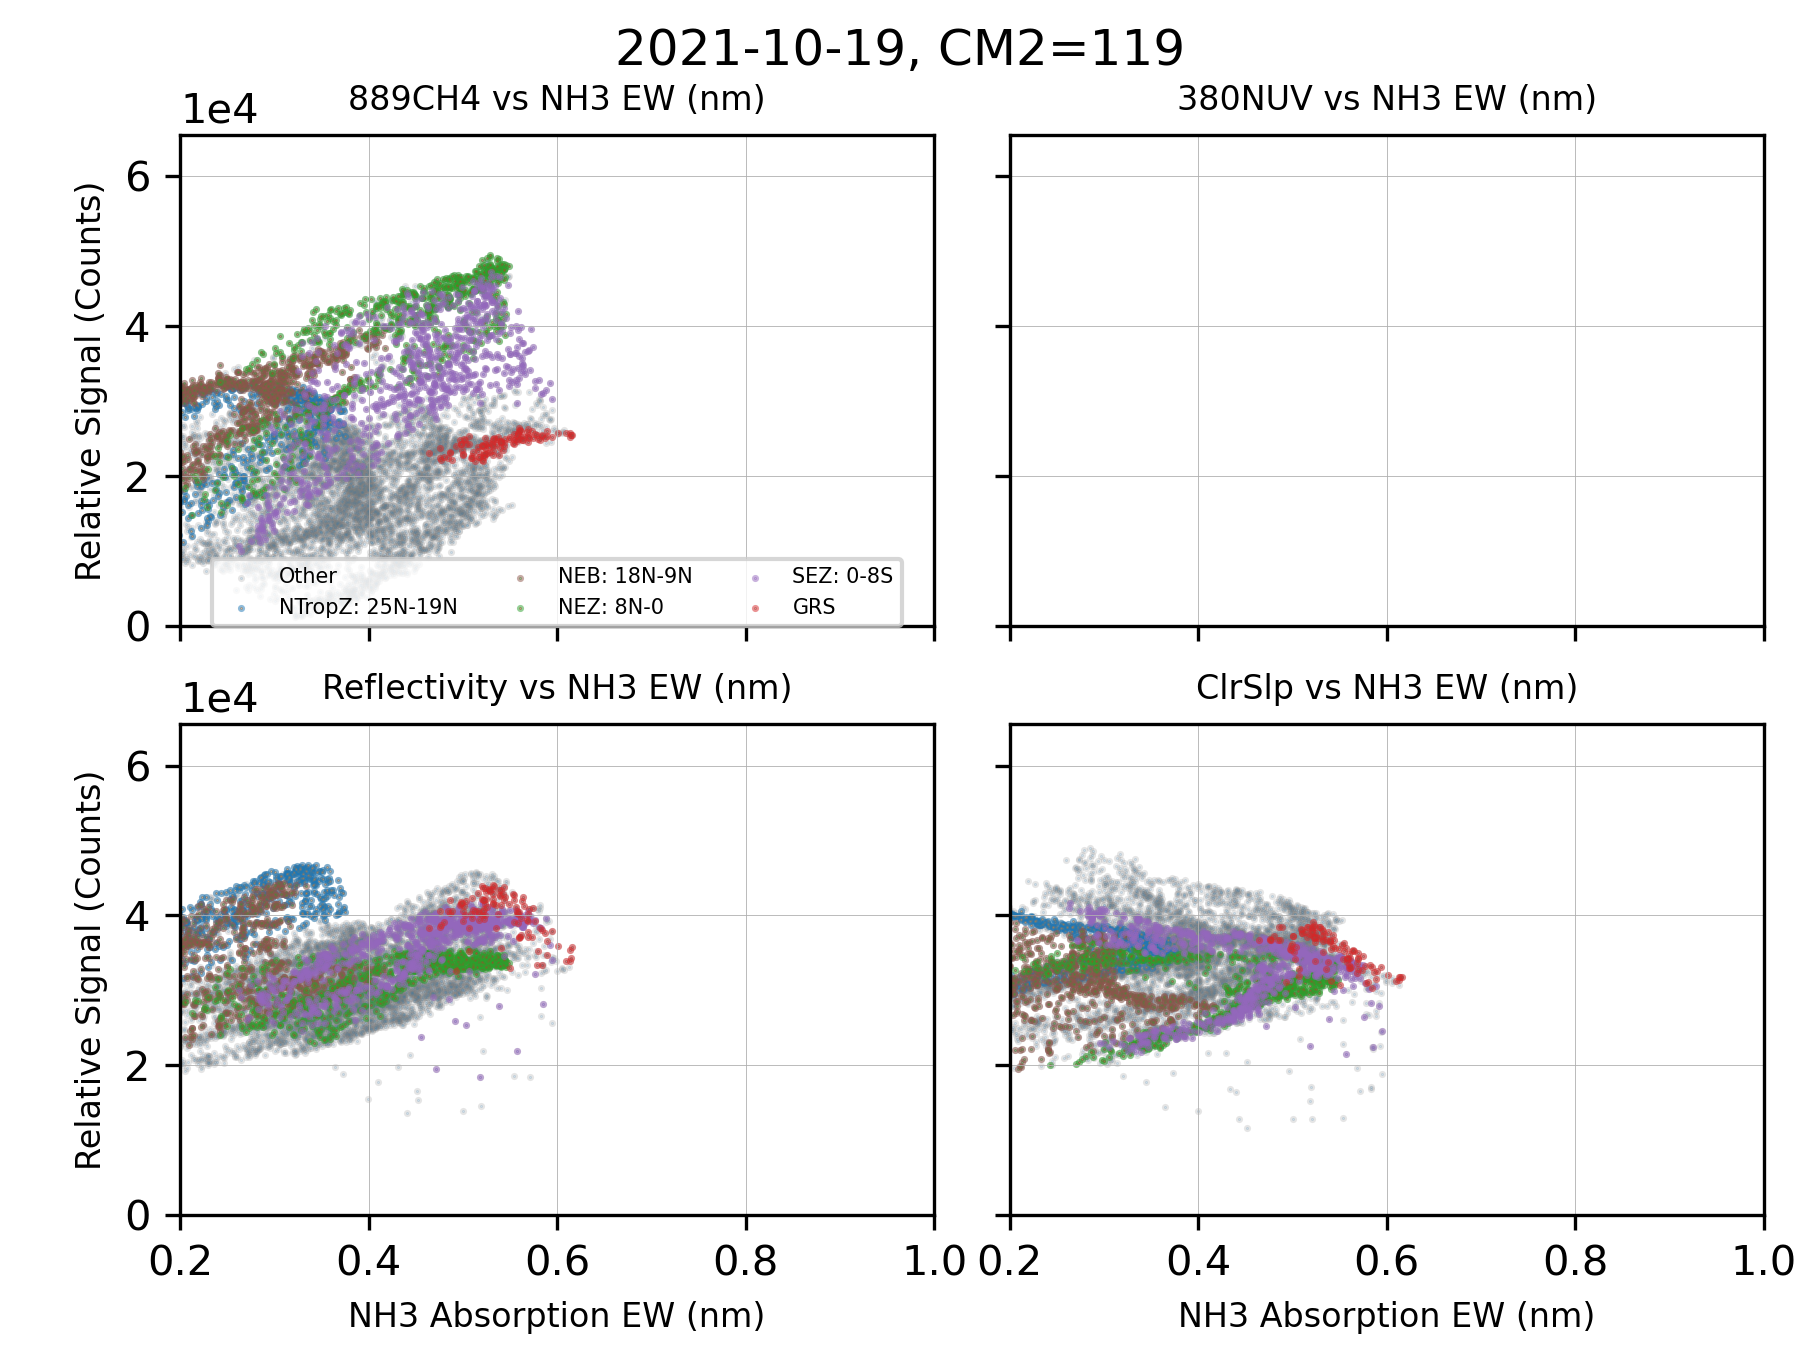 2021-10-19, CM2=119
889CH4 vs NH3 EW (nm)
380NUV vs NH3 EW (nm)
1e4
Relative Signal (Counts)
6
4
2
0
Other
NEB: 18N-9N
SEZ: 0-8S
NTropZ: 25N-19N
NEZ: 8N-0
GRS
Reflectivity vs NH3 EW (nm)
ClrSlp vs NH3 EW (nm)
1e4
Relative Signal (Counts)
6
4
2
0
0.2 0.4 0.6 0.8 1.0
0.2 0.4 0.6 0.8 1.0
NH3 Absorption EW (nm)
NH3 Absorption EW (nm)